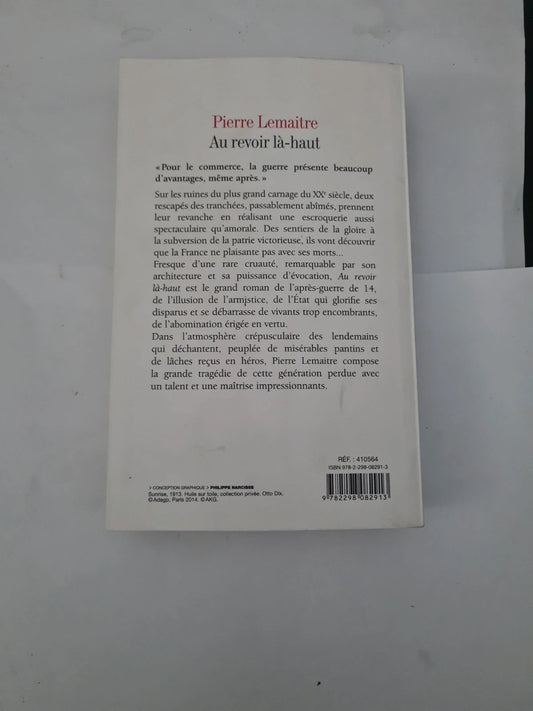 Pierre Lemaitre
Au revoir là-haut
« Pour le commerce, la guerre présente beaucoup
d'avantages, même après. »
Sur les ruines du plus grand carnage du XXe siècle, deux
rescapés des tranchées, passablement abîmés, prennent
leur revanche en réalisant une escroquerie aussi
spectaculaire qu'amorale. Des sentiers de la gloire à
la subversion de la patrie victorieuse, ils vont découvrir
que la France ne plaisante pas avec ses morts...
Fresque d'une rare cruauté, remarquable par son
architecture et sa puissance d'évocation, Au revoir
là-haut est le grand roman de l'après-guerre de 14,
de l'illusion de l'armistice, de l'État qui glorifie ses
disparus et se débarrasse de vivants trop encombrants,
de l'abomination érigée en vertu.
Dans l'atmosphère crépusculaire des lendemains
qui déchantent, peuplée de misérables pantins et
de lâches reçus en héros, Pierre Lemaitre compose
la grande tragédie de cette génération perdue avec
un talent et une maîtrise impressionnants.
RÉF. : 410564
ISBN 978-2-298-08291-3
> CONCEPTION GRAPHIQUE > PHILIPPE NARCISSE
Sunrise, 1913. Huile sur toile, collection privée. Otto Dix.
© Adagp, Paris 2014. © AKG.
9 782298 082913